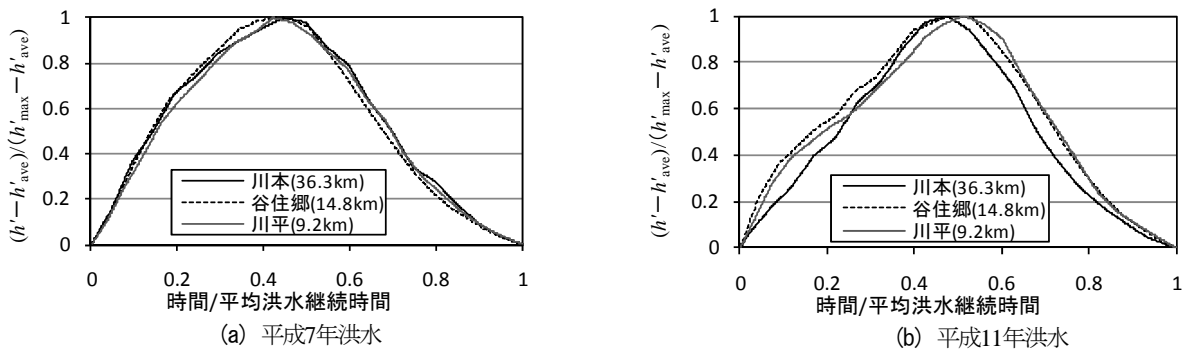 (h'－h'ave)/(h'max－h'ave)
1
0.8
0.6
0.4
0.2
0
川本(36.3km)
谷住郷(14.8km)
川平(9.2km)
0 0.2 0.4 0.6 0.8 1
時間/平均洪水継続時間
(a) 平成7年洪水
(h'－h'ave)/(h'max－h'ave)
1
0.8
0.6
0.4
0.2
0
川本(36.3km)
谷住郷(14.8km)
川平(9.2km)
0 0.2 0.4 0.6 0.8 1
時間/平均洪水継続時間
(b) 平成11年洪水